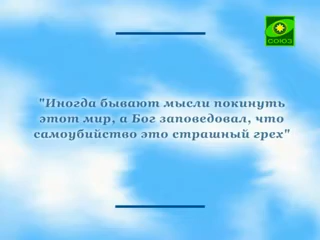 СОЮЗ
"Иногда бывают мысли покинуть
этот мир, а Бог заповедовал, что
самоубийство это страшный грех"